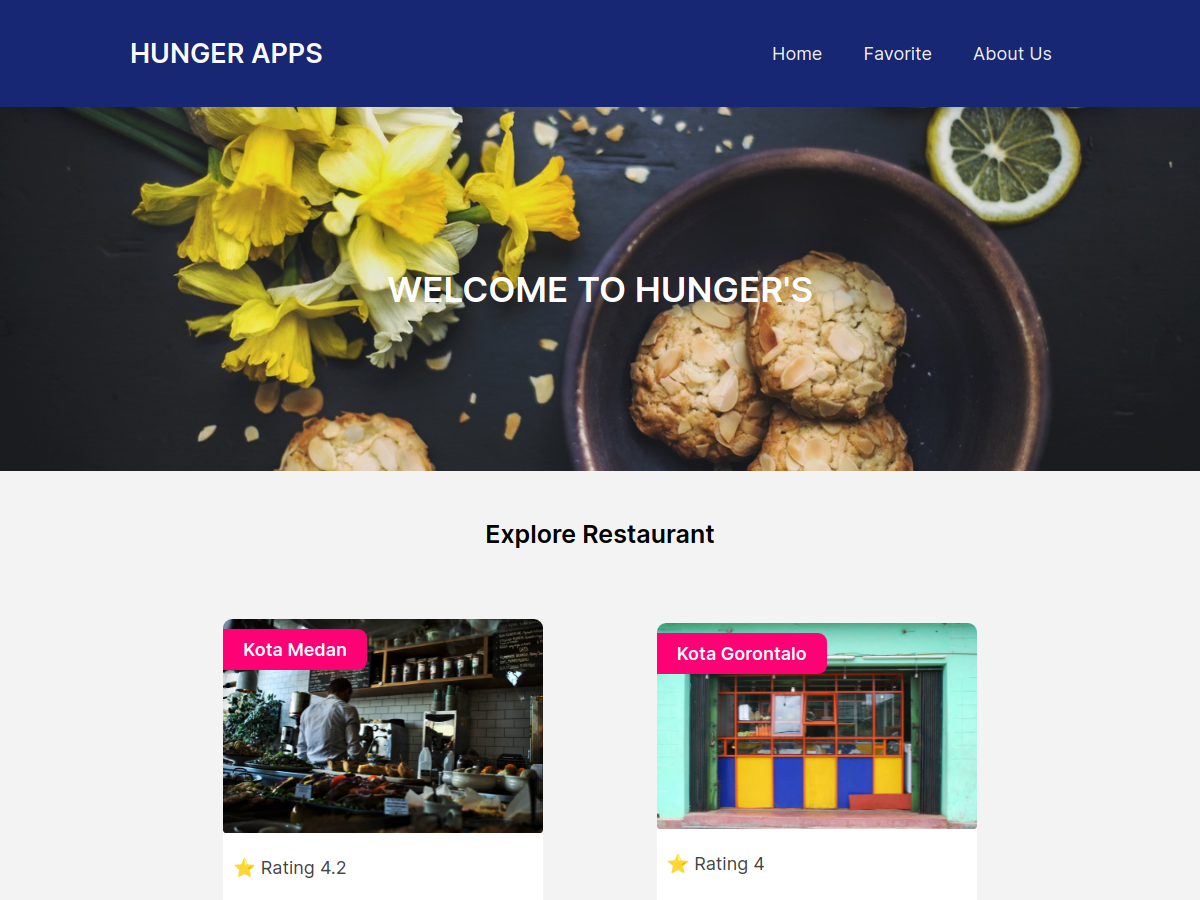 HUNGER APPS
Home Favorite About Us
WELCOME TO HUNGER'S
Explore Restaurant
Kota Medan
Kota Gorontalo
⭐ Rating 4.2
⭐ Rating 4